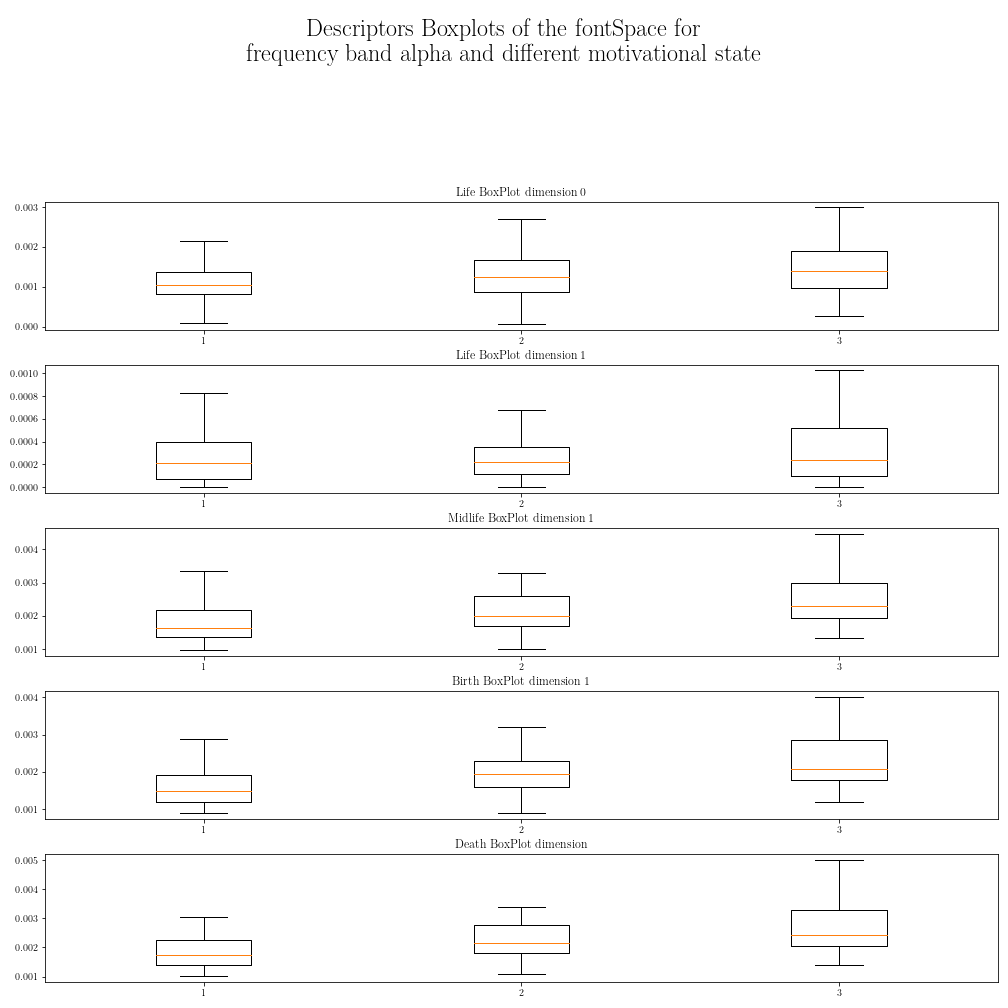 Descriptors Boxplots of the fontSpace for
frequency band alpha and different motivational state
Life BoxPlot dimension 0
0.003
0.002
0.001
0.000
1 2 3
Life BoxPlot dimension 1
0.0010
0.0008
0.0006
0.0004
0.0002
0.0000
1 2 3
Midlife BoxPlot dimension 1
0.004
0.003
0.002
0.001
1 2 3
Birth BoxPlot dimension 1
0.004
0.003
0.002
0.001
1 2 3
Death BoxPlot dimension
0.005
0.004
0.003
0.002
0.001
1 2 3